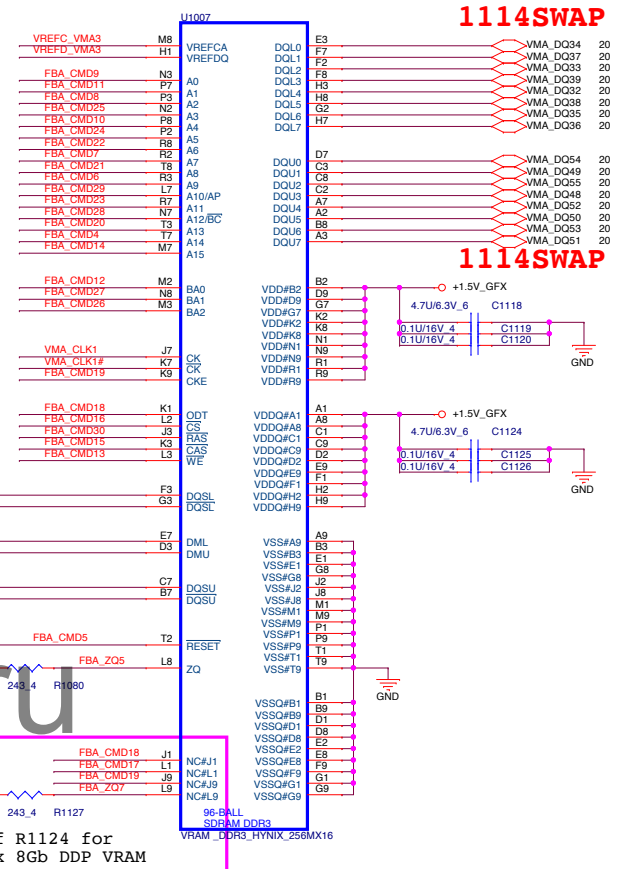 1114SWAP
U1007
VREFC_VMA3 M8 VREFCA
VREFD_VMA3 H1 VREFDQ
FBA_CMD9 N3 A0
FBA_CMD11 P7 A1
FBA_CMD8 P3 A2
FBA_CMD25 N2 A3
FBA_CMD10 P8 A4
FBA_CMD24 P2 A5
FBA_CMD22 R8 A6
FBA_CMD7 R2 A7
FBA_CMD21 T8 A8
FBA_CMD6 R3 A9
FBA_CMD29 L7 A10/AP
FBA_CMD23 R7 A11
FBA_CMD28 N7 A12/BC
FBA_CMD20 T3 A13
FBA_CMD4 T7 A14
FBA_CMD14 M7 A15
DQL0 E3 VMA_DQ34 20
DQL1 F7 VMA_DQ37 20
DQL2 F2 VMA_DQ33 20
DQL3 F8 VMA_DQ39 20
DQL4 H3 VMA_DQ32 20
DQL5 H8 VMA_DQ38 20
DQL6 G2 VMA_DQ35 20
DQL7 H7 VMA_DQ36 20
DQU0 D7 VMA_DQ54 20
DQU1 C3 VMA_DQ49 20
DQU2 C8 VMA_DQ55 20
DQU3 C2 VMA_DQ48 20
DQU4 A7 VMA_DQ52 20
DQU5 A2 VMA_DQ50 20
DQU6 B8 VMA_DQ53 20
DQU7 A3 VMA_DQ51 20
1114SWAP
FBA_CMD12 M2 BA0
FBA_CMD27 N8 BA1
FBA_CMD26 M3 BA2
VMA_CLK1 J7 CK
VMA_CLK1# K7 CK
FBA_CMD19 K9 CKE
VDD#B2 B2
VDD#D9 D9
VDD#G7 G7
VDD#K2 K2
VDD#K8 K8
VDD#N1 N1
VDD#N9 N9
VDD#R1 R1
VDD#R9 R9
+1.5V_GFX
4.7U/6.3V_6 C1118
0.1U/16V_4 C1119
0.1U/16V_4 C1120
GND
FBA_CMD18 K1 ODT
FBA_CMD16 L2 CS
FBA_CMD30 J3 RAS
FBA_CMD15 K3 CAS
FBA_CMD13 L3 WE
VDDQ#A1 A1
VDDQ#A8 A8
VDDQ#C1 C1
VDDQ#C9 C9
VDDQ#D2 D2
VDDQ#E9 E9
VDDQ#F1 F1
VDDQ#H2 H2
VDDQ#H9 H9
+1.5V_GFX
4.7U/6.3V_6 C1124
0.1U/16V_4 C1125
0.1U/16V_4 C1126
GND
F3 DQSL
G3 DQSL
E7 DML
D3 DMU
C7 DQSU
B7 DQSU
FBA_CMD5 T2 RESET
FBA_ZQ5 L8 ZQ
243_4 R1080
VSS#A9 A9
VSS#B3 B3
VSS#E1 E1
VSS#G8 G8
VSS#J2 J2
VSS#J8 J8
VSS#M1 M1
VSS#M9 M9
VSS#P1 P1
VSS#P9 P9
VSS#T1 T1
VSS#T9 T9
GND
ru
VSSQ#B1 B1
VSSQ#B9 B9
VSSQ#D1 D1
VSSQ#D8 D8
VSSQ#E2 E2
VSSQ#E8 E8
VSSQ#F9 F9
VSSQ#G1 G1
VSSQ#G9 G9
FBA_CMD18 J1 NC#J1
FBA_CMD17 L1 NC#L1
FBA_CMD19 J9 NC#J9
FBA_ZQ7 L9 NC#L9
243_4 R1127
96-BALL
SDRAM DDR3
VRAM _DDR3_HYNIX_256MX16
f R1124 for
x 8Gb DDP VRAM